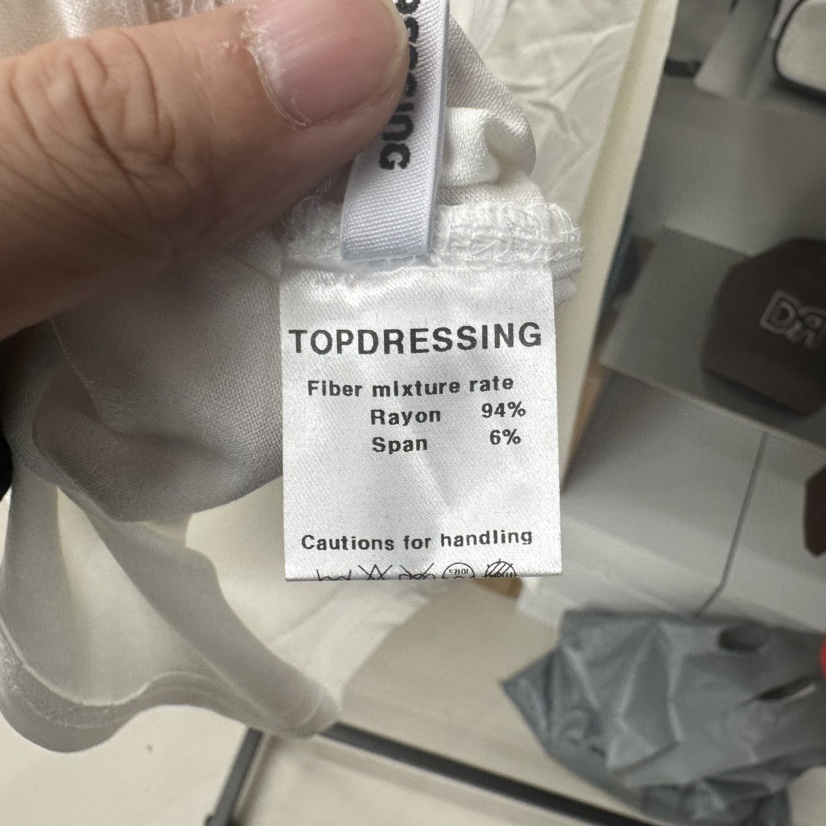 TOPDRESSING
Fiber mixture rate
Rayon 94%
Span 6%
Cautions for handling